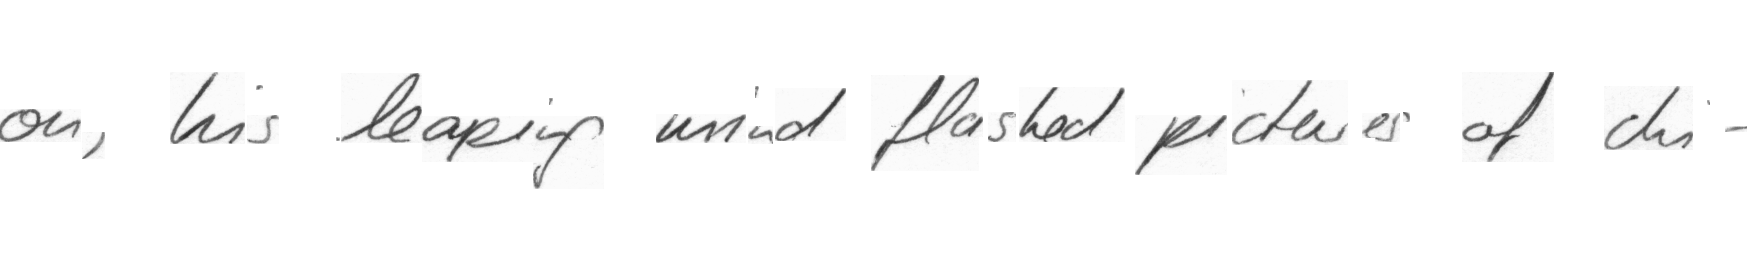 on, his leaping mind flashed pictures of chi-